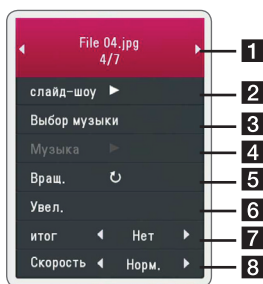 File 04.jpg
4/7
1
слайд-шоу
2
Выбор музыки
3
Музыка
4
Вращ.
5
Увел.
6
итог Нет
7
Скорость Норм.
8